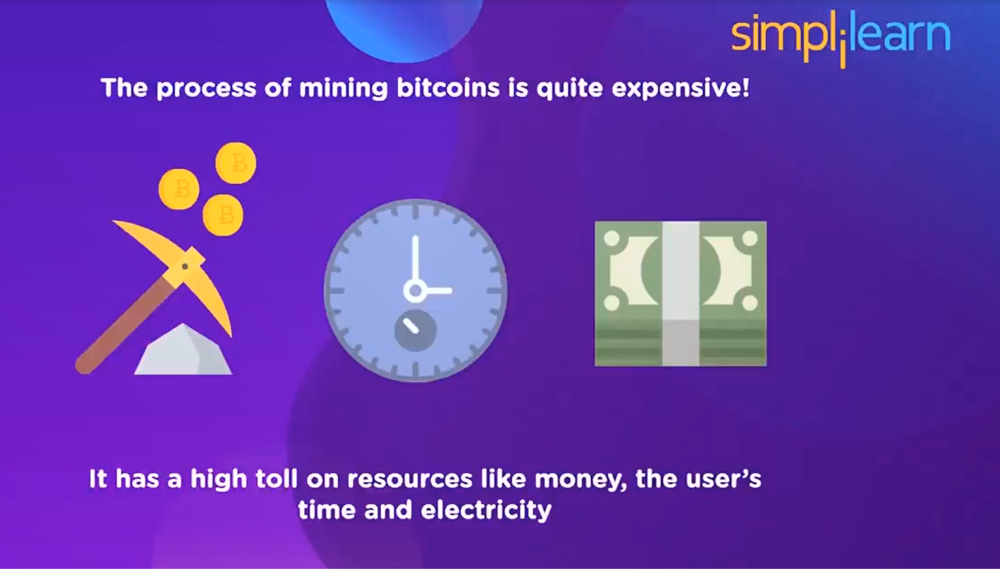 simplilearn
The process of mining bitcoins is quite expensive!
B
B
B
It has a high toll on resources like money, the user's
time and electricity